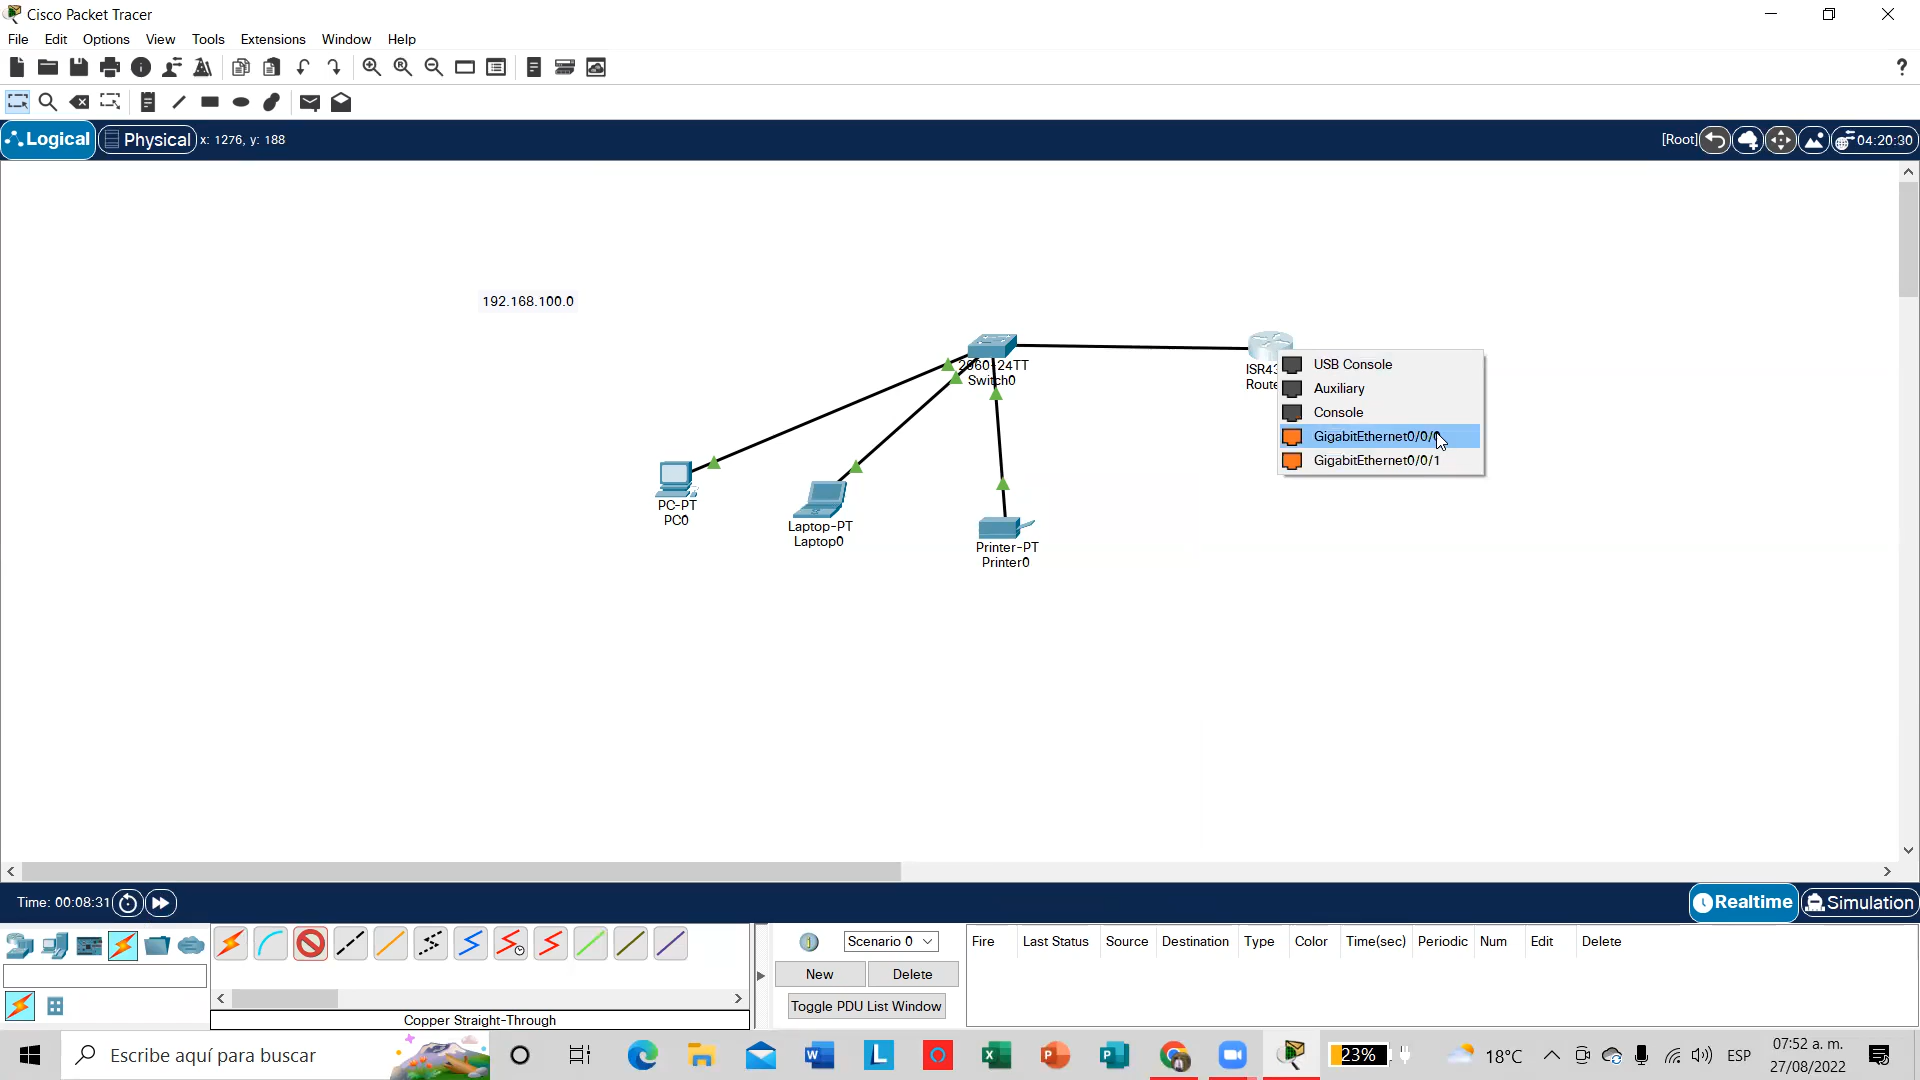 Cisco Packet Tracer
File Edit Options View Tools Extensions Window Help
Logical Physical x: 1276, y: 188 [Root] 04:20:30
192.168.100.0
2960-24TT
Switch0
ISR43
Route
USB Console
Auxiliary
Console
GigabitEthernet0/0/0
GigabitEthernet0/0/1
PC-PT
PC0
Laptop-PT
Laptop0
Printer-PT
Printer0
Time: 00:08:31 Realtime Simulation
Scenario 0 Fire Last Status Source Destination Type Color Time(sec) Periodic Num Edit Delete
New Delete
Toggle PDU List Window
Copper Straight-Through
Escribe aquí para buscar 23% 18°C ESP 07:52 a. m.
27/08/2022